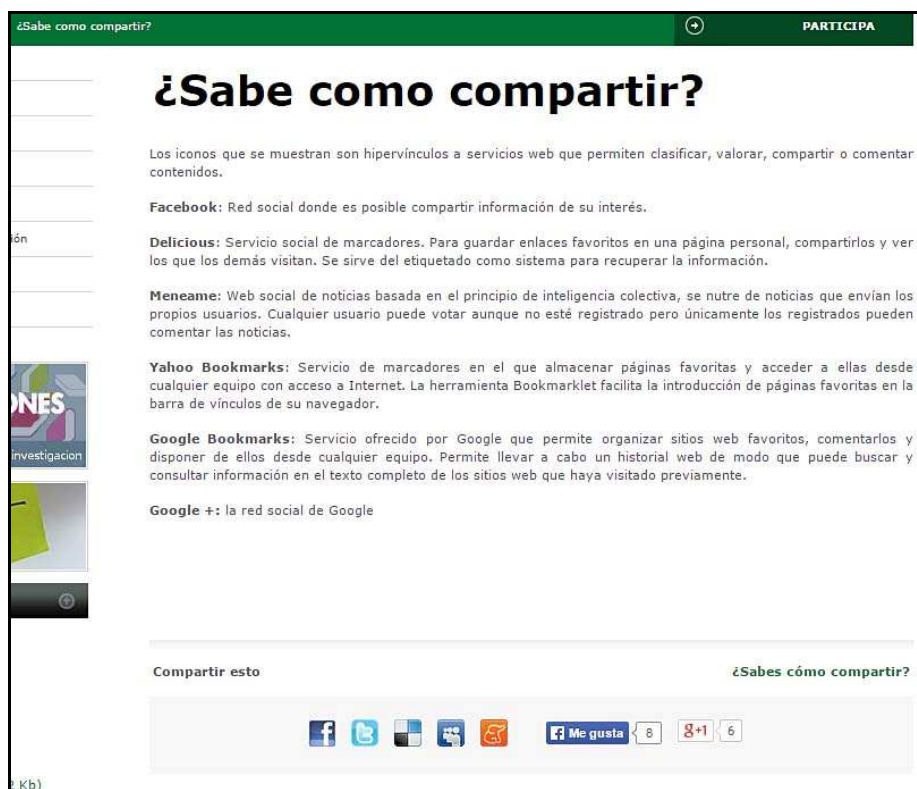 ¿Sabe como compartir?
PARTICIPA
¿Sabe como compartir?
Los iconos que se muestran son hipervínculos a servicios web que permiten clasificar, valorar, compartir o comentar
contenidos.
Facebook: Red social donde es posible compartir información de su interés.
ión
Delicious: Servicio social de marcadores. Para guardar enlaces favoritos en una página personal, compartirlos y ver
los que los demás visitan. Se sirve del etiquetado como sistema para recuperar la información.
Meneame: Web social de noticias basada en el principio de inteligencia colectiva, se nutre de noticias que envían los
propios usuarios. Cualquier usuario puede votar aunque no esté registrado pero únicamente los registrados pueden
comentar las noticias.
Yahoo Bookmarks: Servicio de marcadores en el que almacenar páginas favoritas y acceder a ellas desde
cualquier equipo con acceso a Internet. La herramienta Bookmarklet facilita la introducción de páginas favoritas en la
barra de vínculos de su navegador.
ONES
investigacion
Google Bookmarks: Servicio ofrecido por Google que permite organizar sitios web favoritos, comentarlos y
disponer de ellos desde cualquier equipo. Permite llevar a cabo un historial web de modo que puede buscar y
consultar información en el texto completo de los sitios web que haya visitado previamente.
Google +: la red social de Google
Compartir esto
¿Sabes cómo compartir?
Me gusta 8 g+1 6
Kb)